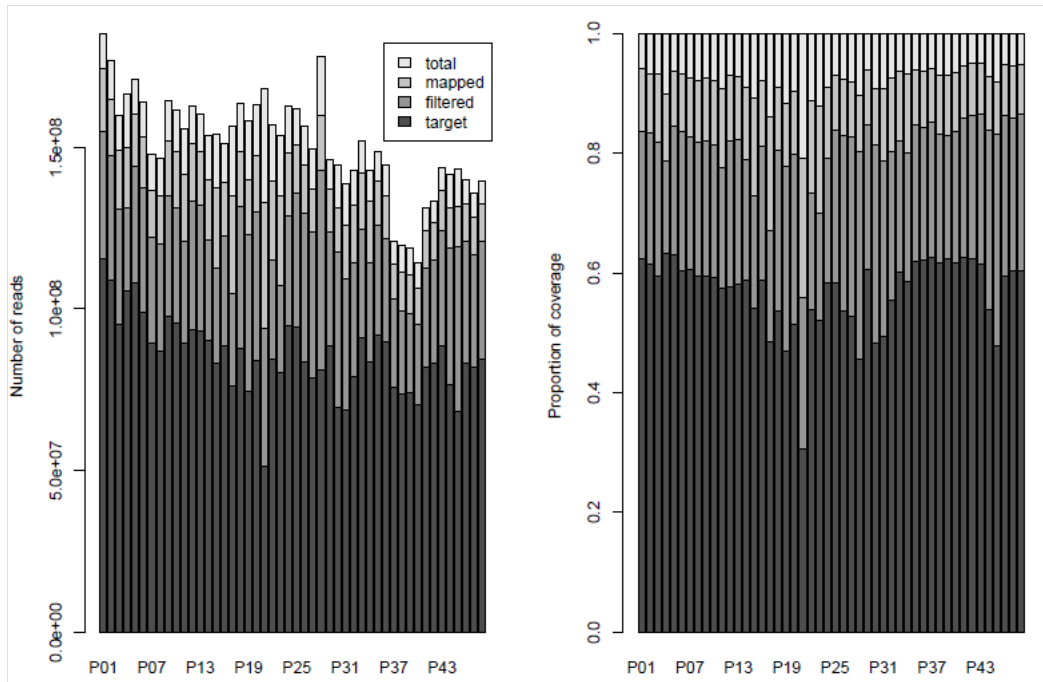 total
mapped
filtered
target
Number of reads
0.0e+00
5.0e+07
1.0e+08
1.5e+08
P01 P07 P13 P19 P25 P31 P37 P43
Proportion of coverage
0.0
0.2
0.4
0.6
0.8
1.0
P01 P07 P13 P19 P25 P31 P37 P43